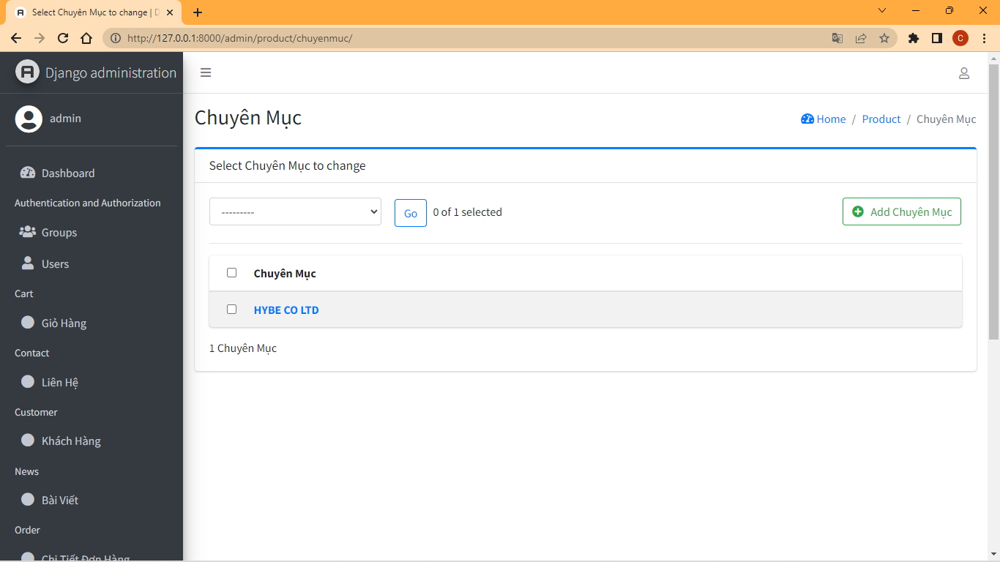 Select Chuyên Mục to change | D
http://127.0.0.1:8000/admin/product/chuyenmuc/
C
Django administration
admin
Dashboard
Authentication and Authorization
Groups
Users
Cart
Giỏ Hàng
Contact
Liên Hệ
Customer
Khách Hàng
News
Bài Viết
Order
Chi Tiết Đơn Hàng
Chuyên Mục
Home / Product / Chuyên Mục
Select Chuyên Mục to change
---------
Go
0 of 1 selected
Add Chuyên Mục
Chuyên Mục
HYBE CO LTD
1 Chuyên Mục